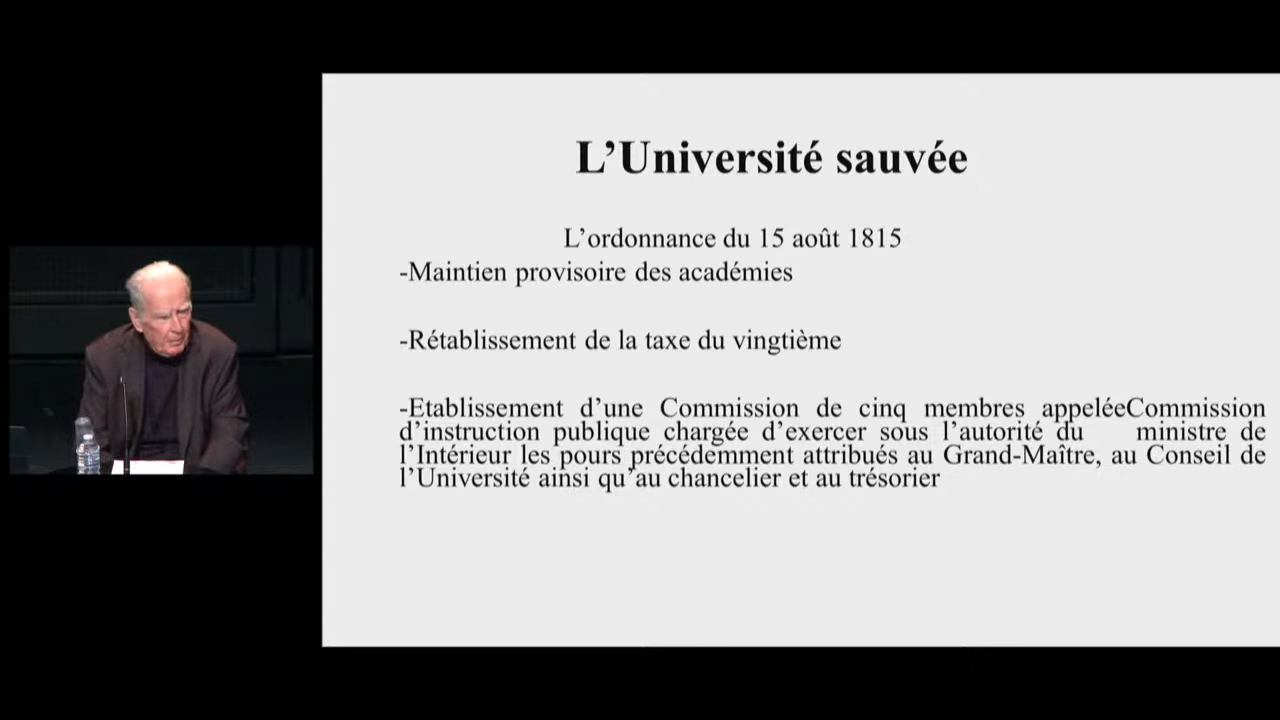 L’Université sauvée
L’ordonnance du 15 août 1815
-Maintien provisoire des académies
-Rétablissement de la taxe du vingtième
-Etablissement d’une Commission de cinq membres appeléeCommission
d’instruction publique chargée d’exercer sous l’autorité du ministre de
l’Intérieur les pours précédemment attribués au Grand-Maître, au Conseil de
l’Université ainsi qu’au chancelier et au trésorier